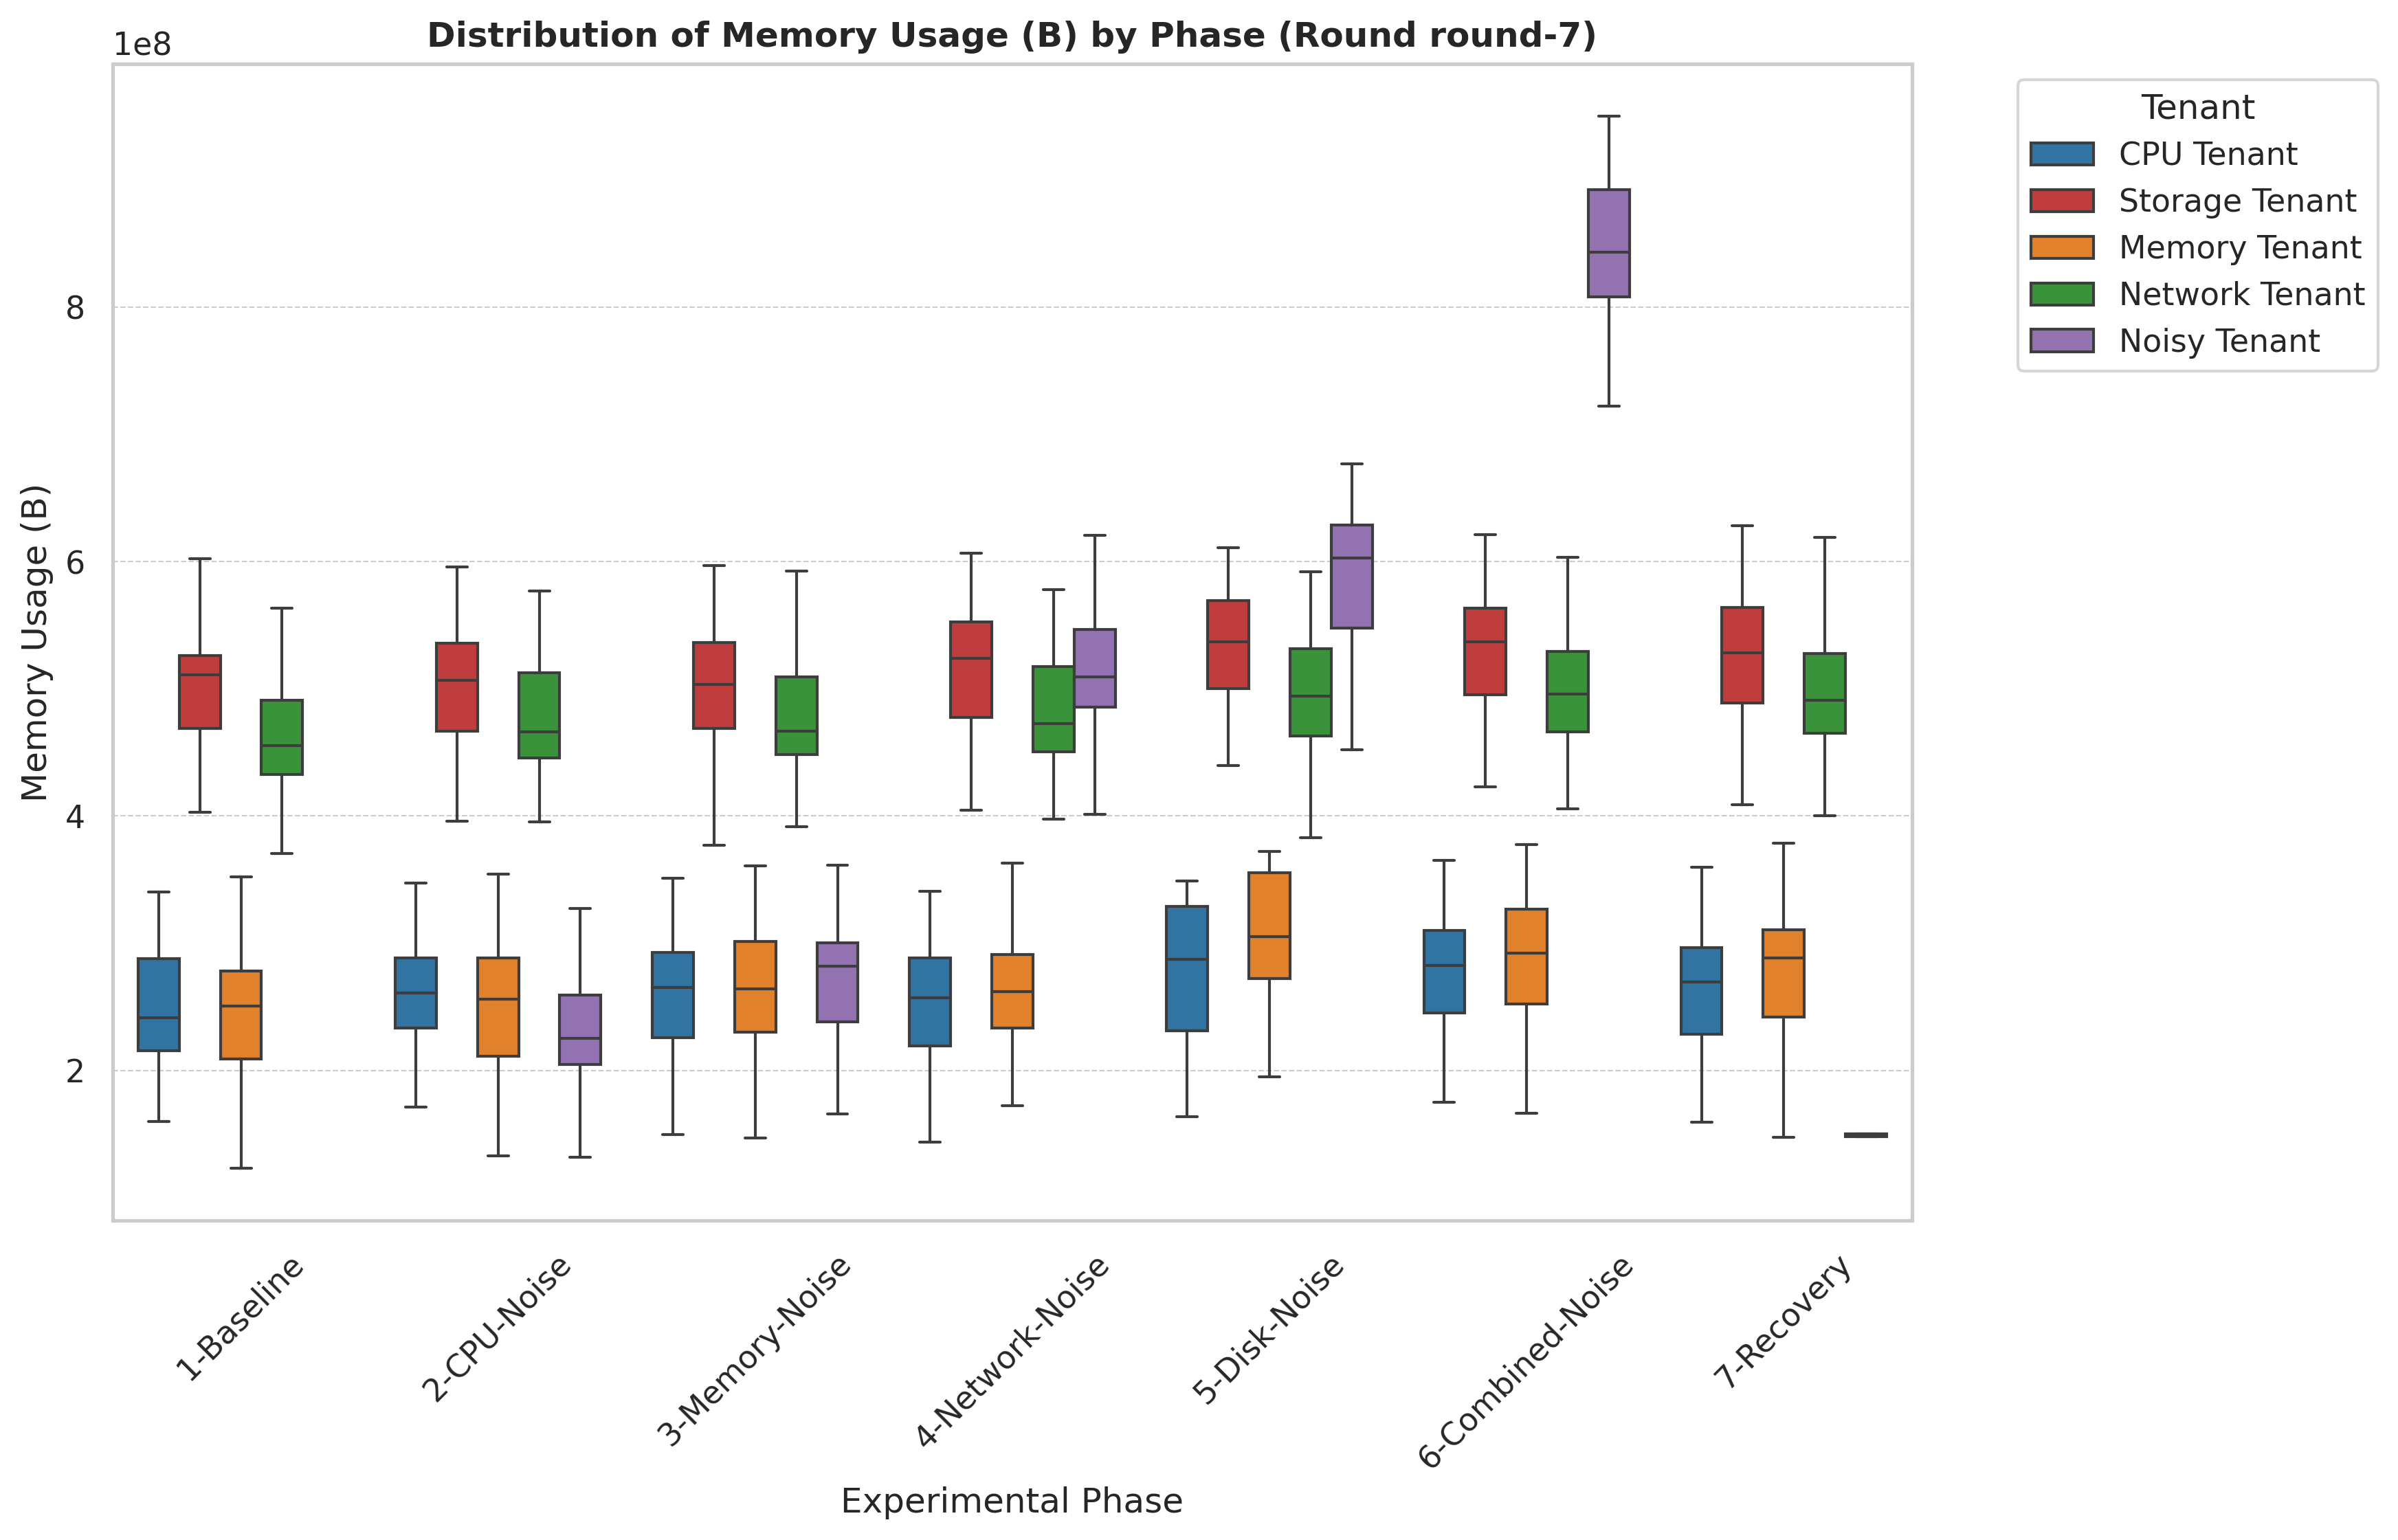 Distribution of Memory Usage (B) by Phase (Round round-7)
1e8
Memory Usage (B)
8
6
4
2
1-Baseline
2-CPU-Noise
3-Memory-Noise
4-Network-Noise
5-Disk-Noise
6-Combined-Noise
7-Recovery
Experimental Phase
Tenant
CPU Tenant
Storage Tenant
Memory Tenant
Network Tenant
Noisy Tenant